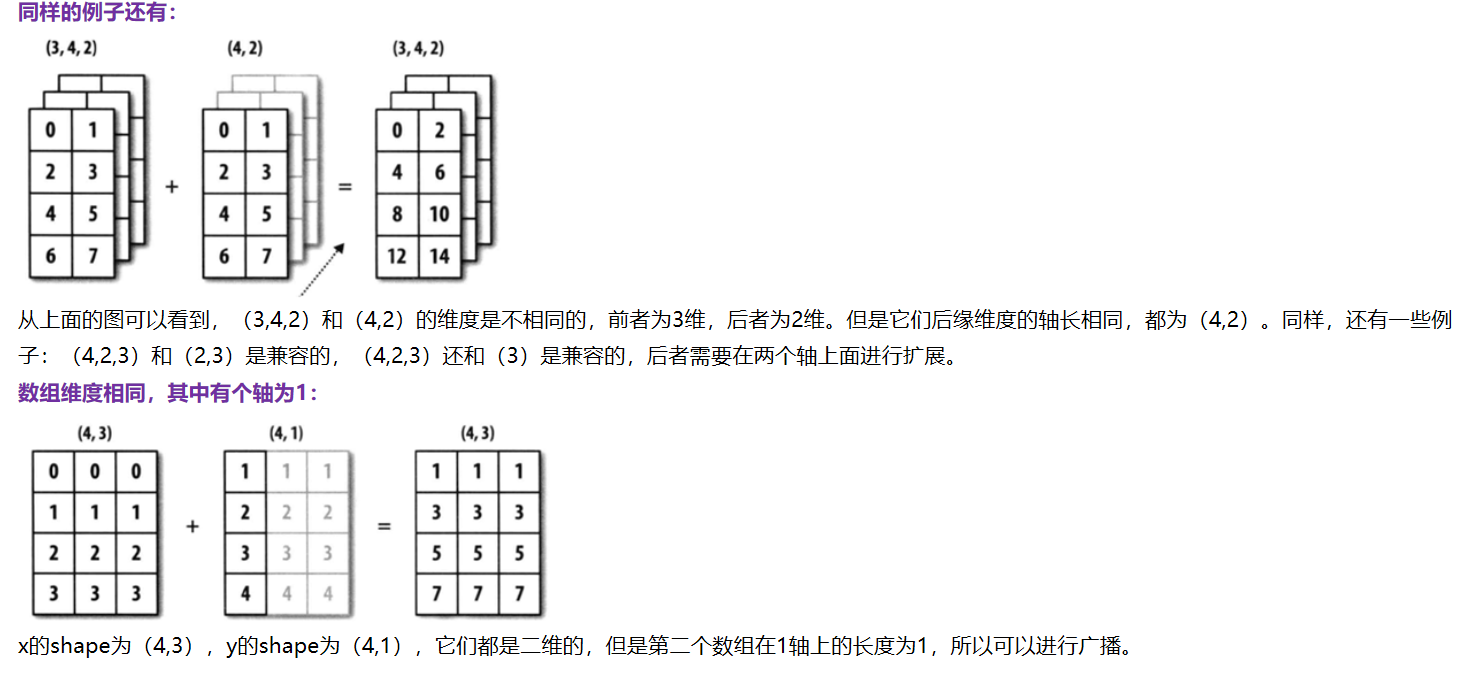 同样的例子还有：
(3, 4, 2) (4, 2) (3, 4, 2)
0 1 0 1 0 2
2 3 2 3 4 6
+ =
4 5 4 5 8 10
6 7 6 7 12 14
从上面的图可以看到，（3,4,2）和（4,2）的维度是不相同的，前者为3维，后者为2维。但是它们后缘维度的轴长相同，都为（4,2）。同样，还有一些例
子：（4,2,3）和（2,3）是兼容的，（4,2,3）还和（3）是兼容的，后者需要在两个轴上面进行扩展。
数组维度相同，其中有个轴为1：
(4, 3) (4, 1) (4, 3)
0 0 0 1 1 1 1 1 1
1 1 1 2 2 2 3 3 3
+ =
2 2 2 3 3 3 5 5 5
3 3 3 4 4 4 7 7 7
x的shape为（4,3），y的shape为（4,1），它们都是二维的，但是第二个数组在1轴上的长度为1，所以可以进行广播。